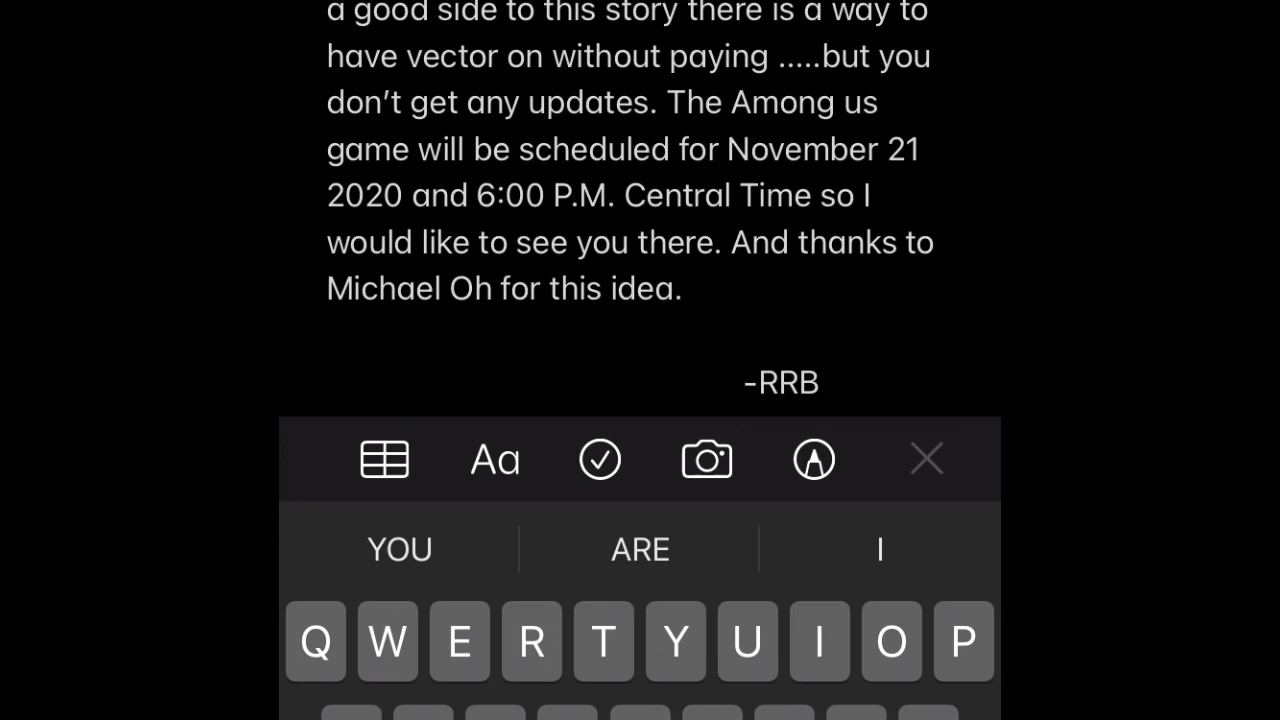 a good side to this story there is a way to
have vector on without paying .....but you
don’t get any updates. The Among us
game will be scheduled for November 21
2020 and 6:00 P.M. Central Time so I
would like to see you there. And thanks to
Michael Oh for this idea.
-RRB
Aa
YOU ARE I
Q W E R T Y U I O P